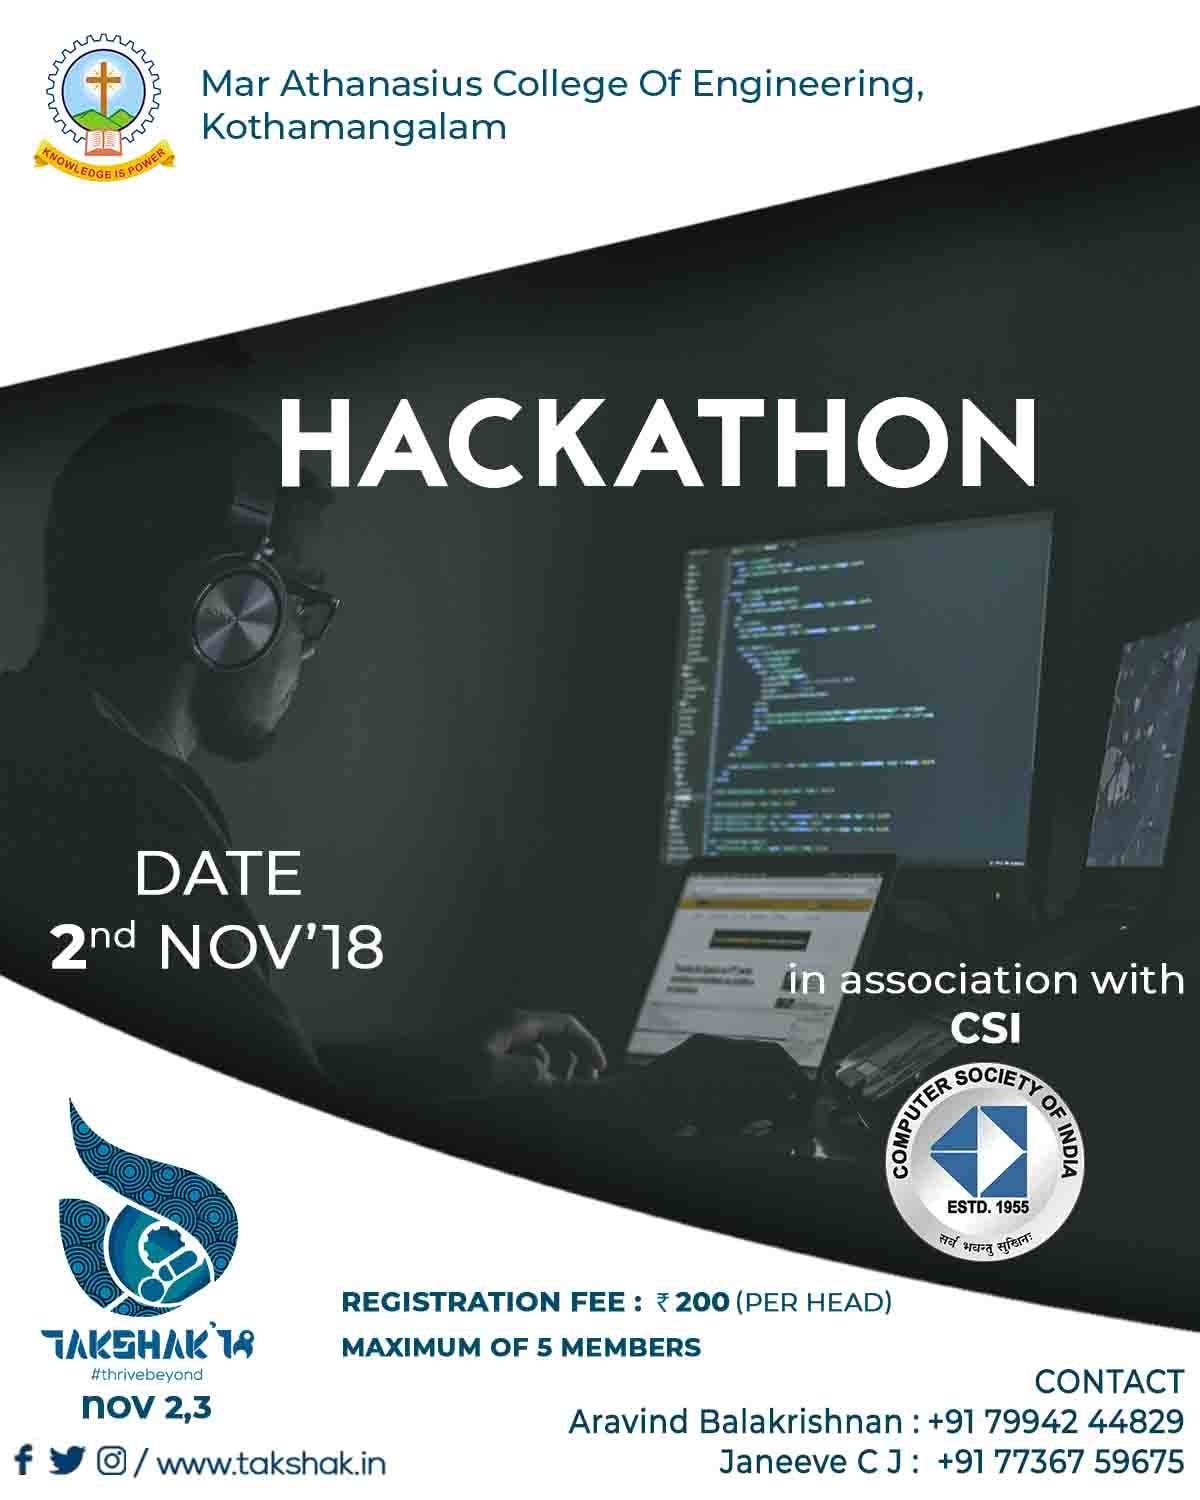 KNOWLEDGE IS POWER
Mar Athanasius College Of Engineering,
Kothamangalam
HACKATHON
DATE
2nd NOV'18
in association with
CSI
COMPUTER SOCIETY OF INDIA
ESTD. 1955
सर्वे भवन्तु सुखिनः
TAKSHAK'18
#thrivebeyond
nov 2,3
REGISTRATION FEE : ₹ 200 (PER HEAD)
MAXIMUM OF 5 MEMBERS
CONTACT
Aravind Balakrishnan : +91 79942 44829
Janeeve C J : +91 77367 59675
/ www.takshak.in